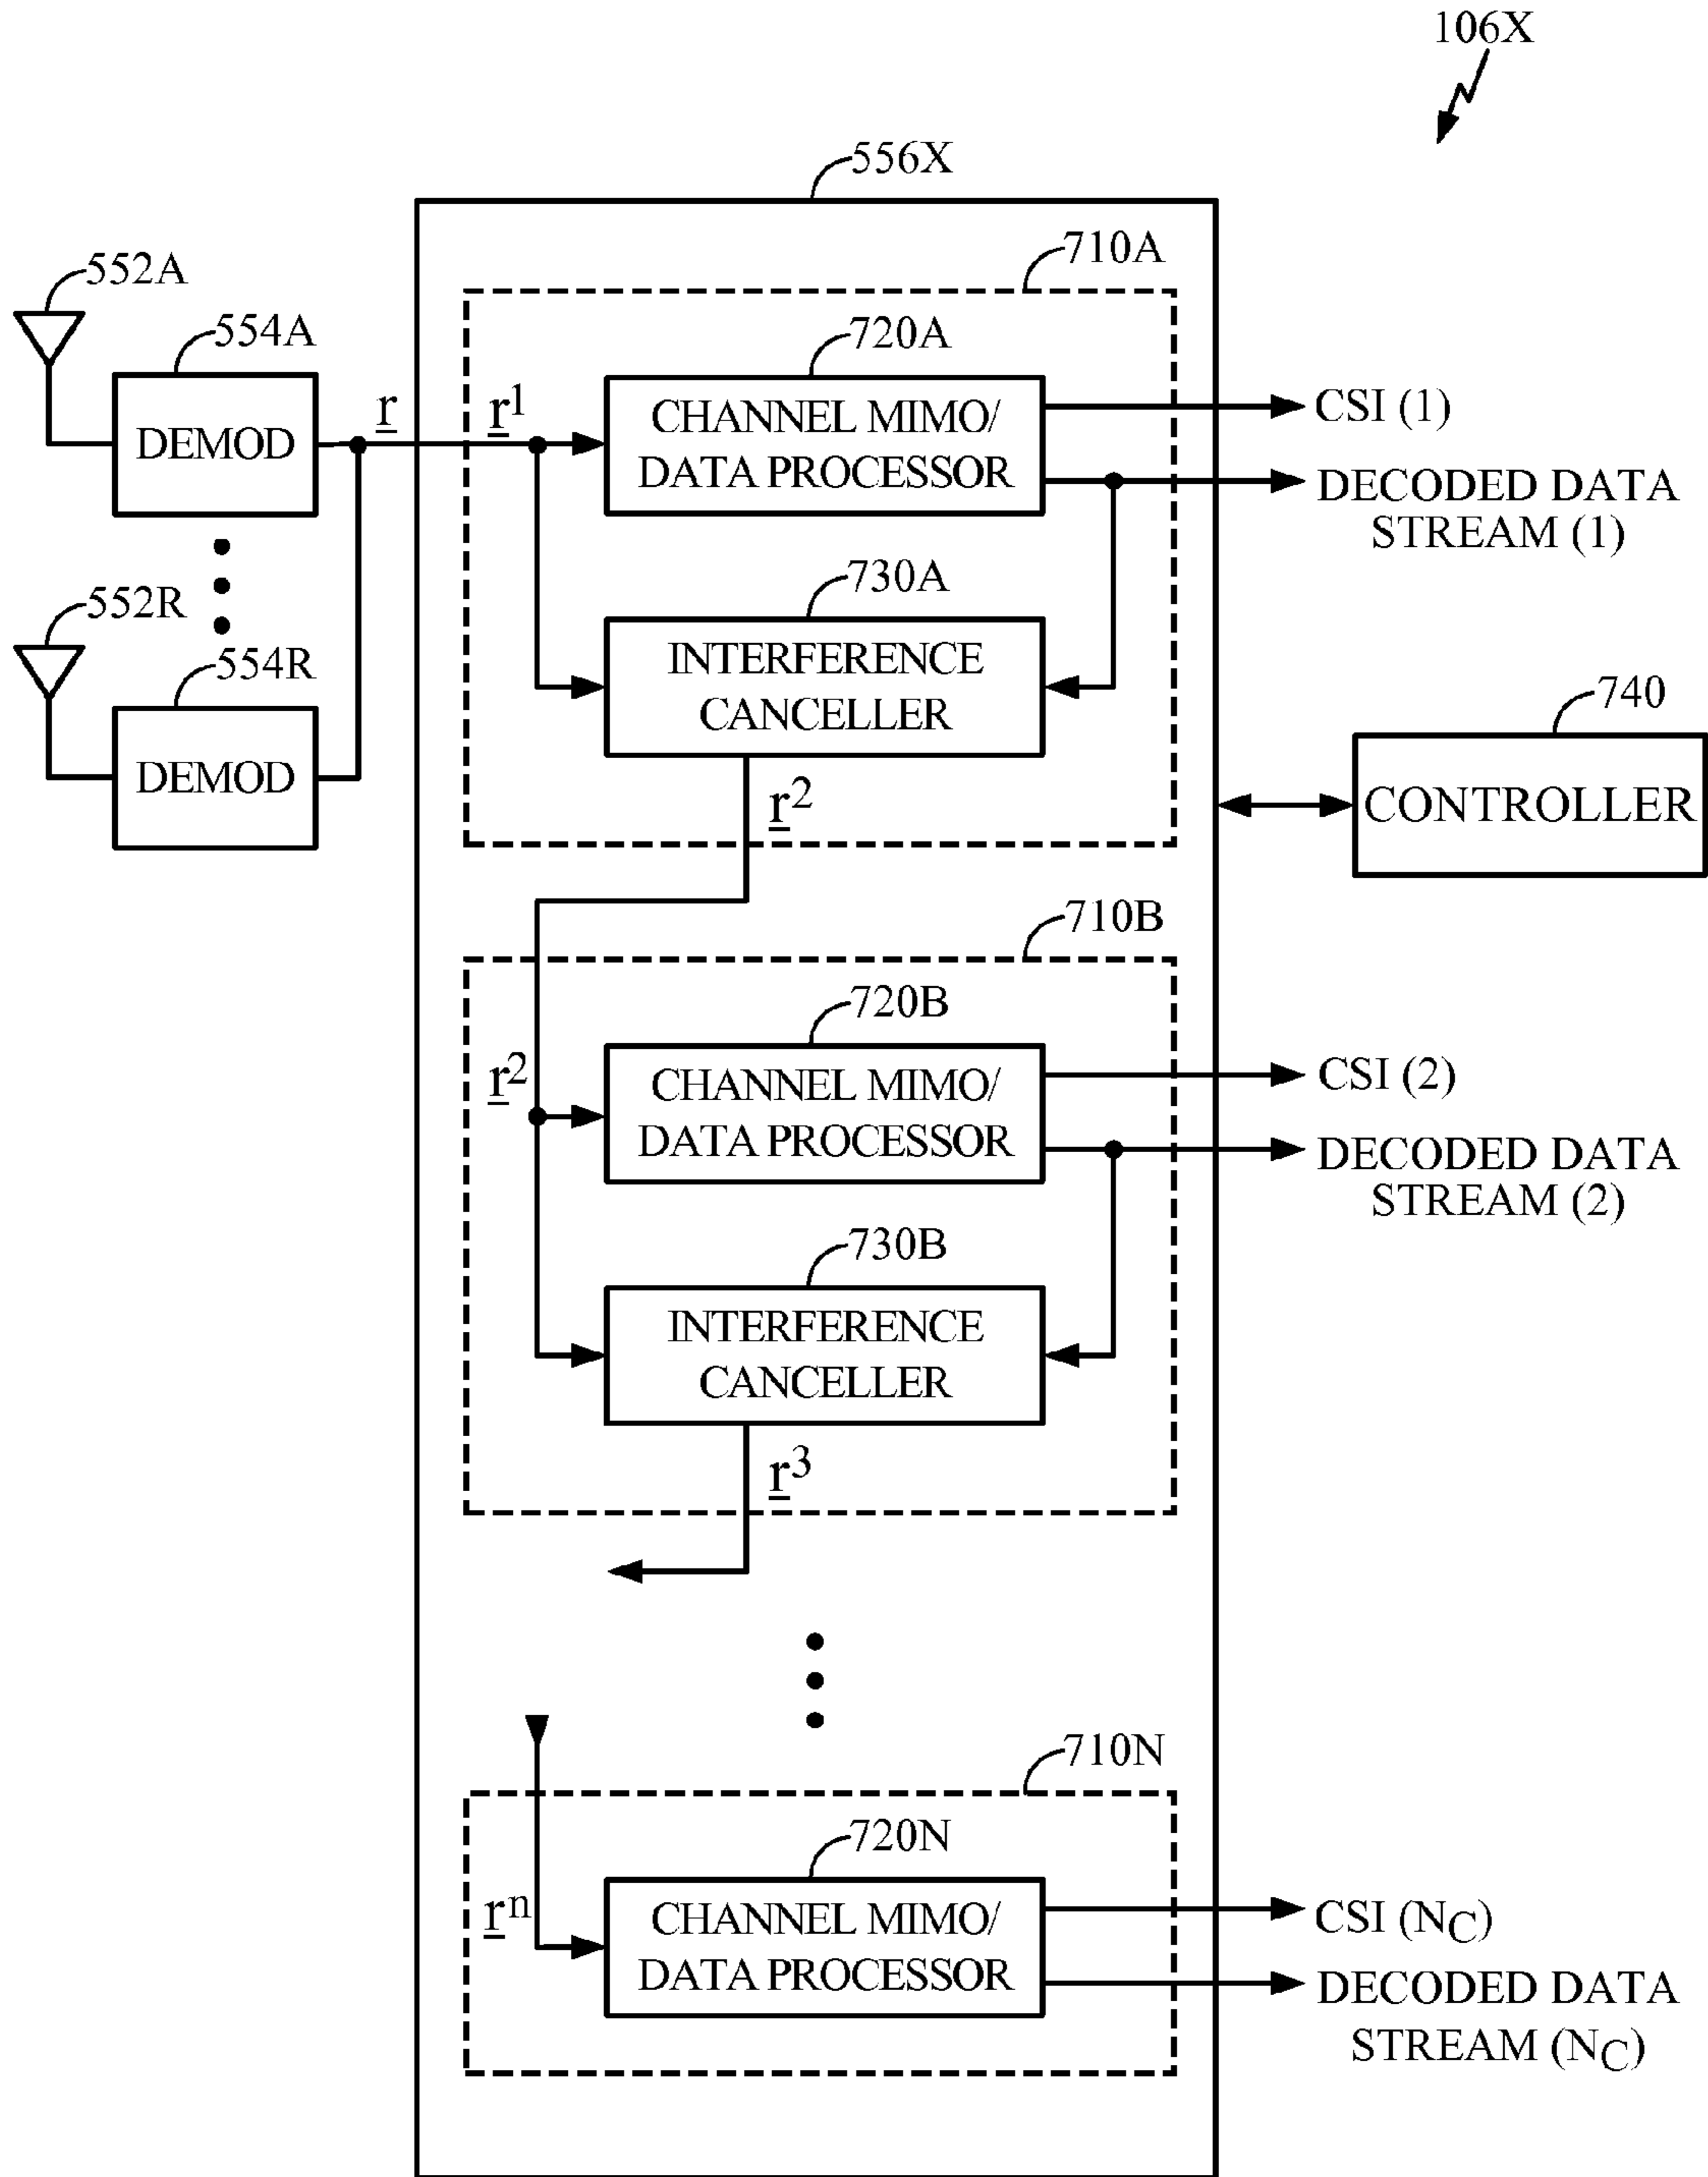 106X
556X
552A
554A
DEMOD
552R
554R
DEMOD
r
710A
r¹
720A
CHANNEL MIMO/
DATA PROCESSOR
CSI (1)
DECODED DATA
STREAM (1)
730A
INTERFERENCE
CANCELLER
r²
740
CONTROLLER
710B
r²
720B
CHANNEL MIMO/
DATA PROCESSOR
CSI (2)
DECODED DATA
STREAM (2)
730B
INTERFERENCE
CANCELLER
r³
710N
rⁿ
720N
CHANNEL MIMO/
DATA PROCESSOR
CSI (N_C)
DECODED DATA
STREAM (N_C)